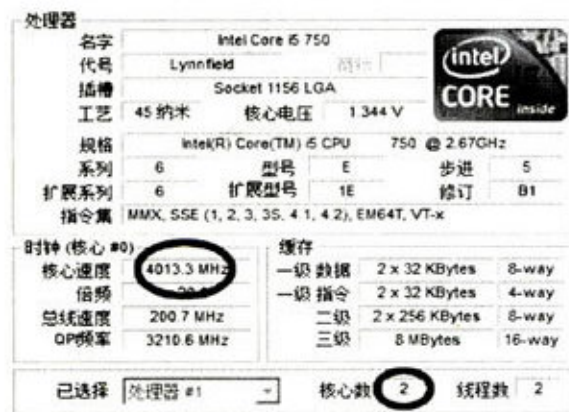 处理器
名字 Intel Core i5 750
代号 Lynnfield
插槽 Socket 1156 LGA
工艺 45 纳米 核心电压 1.344 V
intel
CORE
inside
规格 Intel(R) Core(TM) i5 CPU 750 @ 2.67GHz
系列 6 型号 E 步进 5
扩展系列 6 扩展型号 1E 修订 B1
指令集 MMX, SSE (1, 2, 3, 3S, 4.1, 4.2), EM64T, VT-x
时钟 (核心 #0) 缓存
核心速度 4013.3 MHz 一级 数据 2 x 32 KBytes 8-way
倍频 一级 指令 2 x 32 KBytes 4-way
总线速度 200.7 MHz 二级 2 x 256 KBytes 8-way
QPI频率 3210.6 MHz 三级 8 MBytes 16-way
已选择 处理器 #1 核心数 2 线程数 2